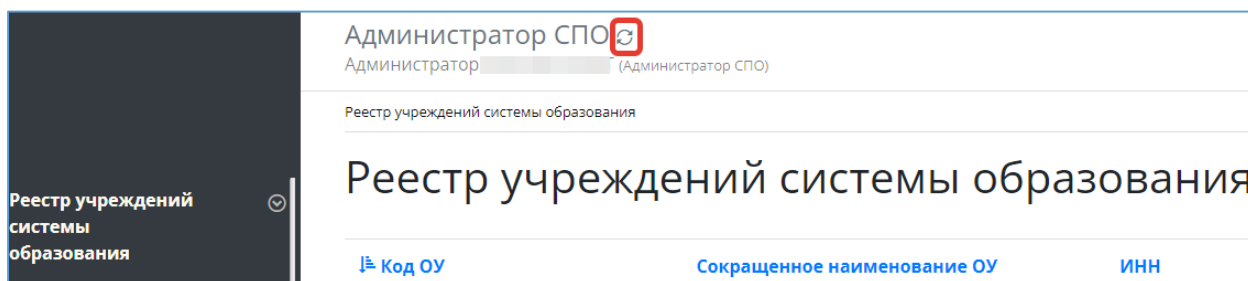 Администратор СПО
Администратор (Администратор СПО)
Реестр учреждений системы образования
Реестр учреждений системы образования
Реестр учреждений
системы
образования
Код ОУ Сокращенное наименование ОУ ИНН